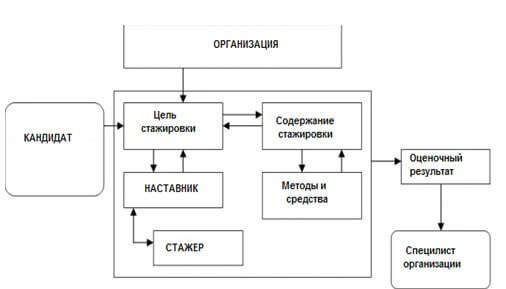 ОРГАНИЗАЦИЯ
Цель
стажировки
Содержание
стажировки
КАНДИДАТ
НАСТАВНИК
Методы и
средства
Оценочный
результат
СТАЖЕР
Специлист
организации